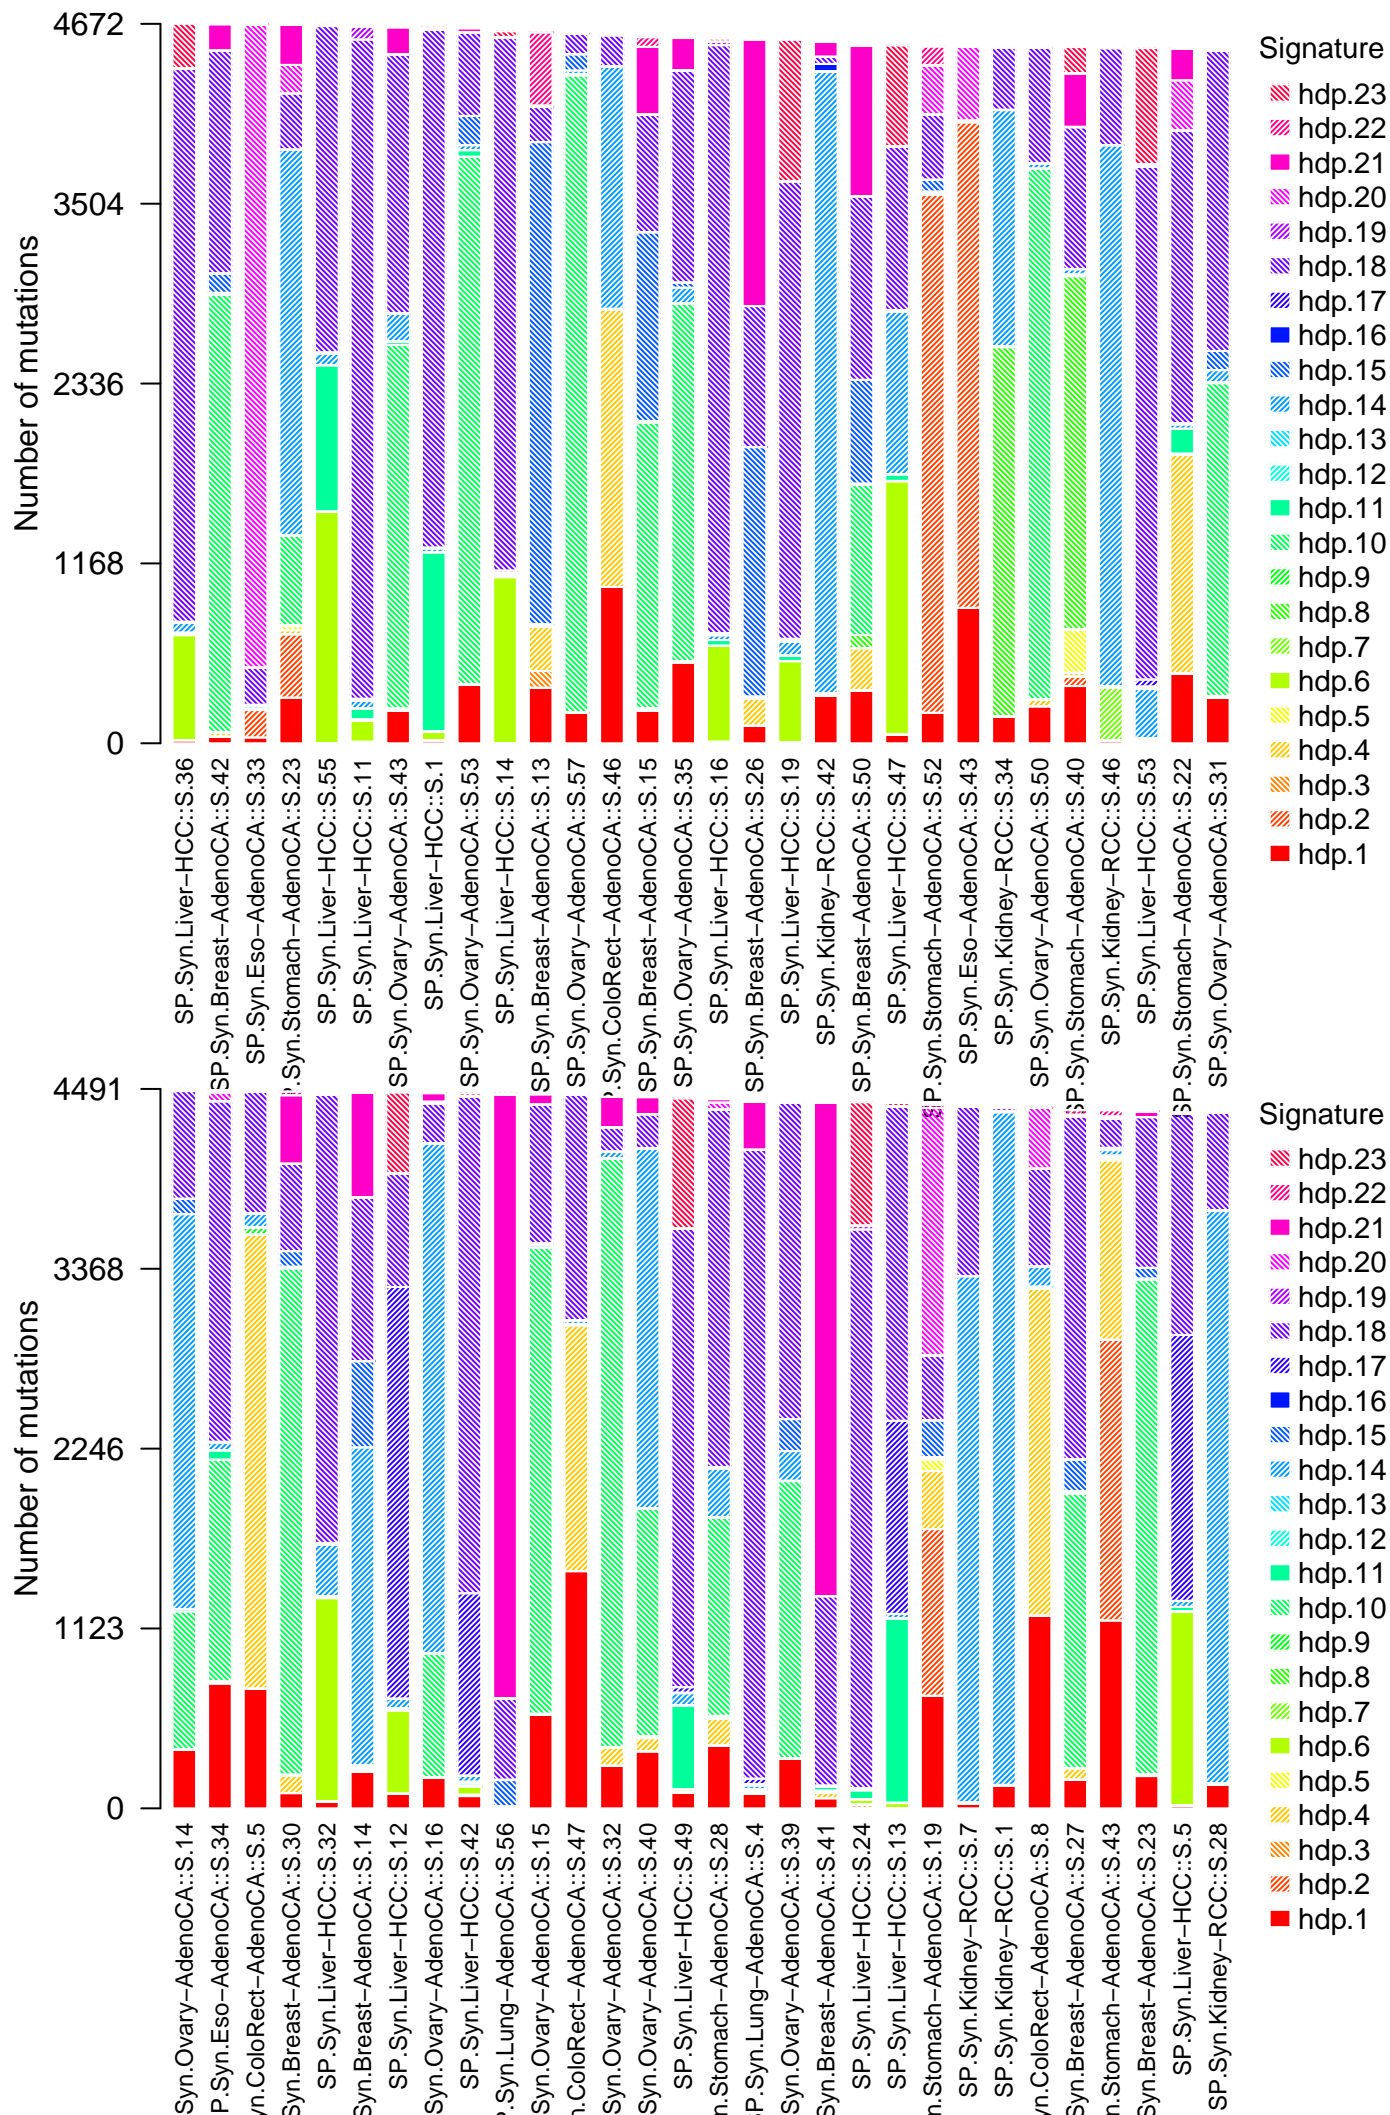 Number of mutations
4672
3504
2336
1168
0
SP.Syn.Liver−HCC::S.36
SP.Syn.Breast−AdenoCA::S.42
SP.Syn.Eso−AdenoCA::S.33
P.Syn.Stomach−AdenoCA::S.23
SP.Syn.Liver−HCC::S.55
SP.Syn.Liver−HCC::S.11
SP.Syn.Ovary−AdenoCA::S.43
SP.Syn.Liver−HCC::S.1
SP.Syn.Ovary−AdenoCA::S.53
SP.Syn.Liver−HCC::S.14
SP.Syn.Breast−AdenoCA::S.13
SP.Syn.Ovary−AdenoCA::S.57
P.Syn.ColoRect−AdenoCA::S.46
SP.Syn.Breast−AdenoCA::S.15
SP.Syn.Ovary−AdenoCA::S.35
SP.Syn.Liver−HCC::S.16
SP.Syn.Breast−AdenoCA::S.26
SP.Syn.Liver−HCC::S.19
SP.Syn.Kidney−RCC::S.42
SP.Syn.Breast−AdenoCA::S.50
SP.Syn.Liver−HCC::S.47
SP.Syn.Stomach−AdenoCA::S.52
SP.Syn.Eso−AdenoCA::S.43
SP.Syn.Kidney−RCC::S.34
SP.Syn.Ovary−AdenoCA::S.50
SP.Syn.Stomach−AdenoCA::S.40
SP.Syn.Kidney−RCC::S.46
SP.Syn.Liver−HCC::S.53
SP.Syn.Stomach−AdenoCA::S.22
SP.Syn.Ovary−AdenoCA::S.31
Signature
hdp.23
hdp.22
hdp.21
hdp.20
hdp.19
hdp.18
hdp.17
hdp.16
hdp.15
hdp.14
hdp.13
hdp.12
hdp.11
hdp.10
hdp.9
hdp.8
hdp.7
hdp.6
hdp.5
hdp.4
hdp.3
hdp.2
hdp.1
Number of mutations
4491
3368
2246
1123
0
Syn.Ovary−AdenoCA::S.14
P.Syn.Eso−AdenoCA::S.34
yn.ColoRect−AdenoCA::S.5
Syn.Breast−AdenoCA::S.30
SP.Syn.Liver−HCC::S.32
Syn.Breast−AdenoCA::S.14
SP.Syn.Liver−HCC::S.12
Syn.Ovary−AdenoCA::S.16
SP.Syn.Liver−HCC::S.42
P.Syn.Lung−AdenoCA::S.56
Syn.Ovary−AdenoCA::S.15
n.ColoRect−AdenoCA::S.47
Syn.Ovary−AdenoCA::S.32
Syn.Ovary−AdenoCA::S.40
SP.Syn.Liver−HCC::S.49
n.Stomach−AdenoCA::S.28
SP.Syn.Lung−AdenoCA::S.4
Syn.Ovary−AdenoCA::S.39
Syn.Breast−AdenoCA::S.41
SP.Syn.Liver−HCC::S.24
SP.Syn.Liver−HCC::S.13
n.Stomach−AdenoCA::S.19
SP.Syn.Kidney−RCC::S.7
SP.Syn.Kidney−RCC::S.1
yn.ColoRect−AdenoCA::S.8
Syn.Breast−AdenoCA::S.27
n.Stomach−AdenoCA::S.43
Syn.Breast−AdenoCA::S.23
SP.Syn.Liver−HCC::S.5
SP.Syn.Kidney−RCC::S.28
Signature
hdp.23
hdp.22
hdp.21
hdp.20
hdp.19
hdp.18
hdp.17
hdp.16
hdp.15
hdp.14
hdp.13
hdp.12
hdp.11
hdp.10
hdp.9
hdp.8
hdp.7
hdp.6
hdp.5
hdp.4
hdp.3
hdp.2
hdp.1